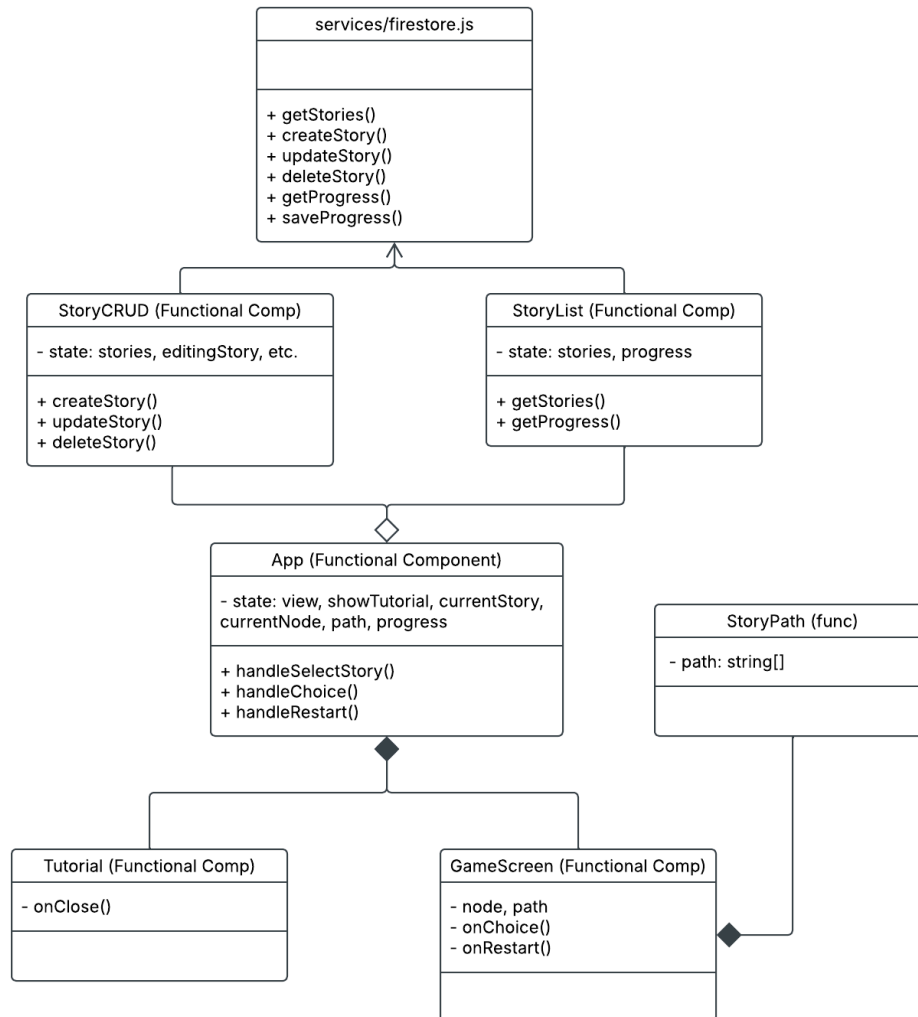 services/firestore.js
+ getStories()
+ createStory()
+ updateStory()
+ deleteStory()
+ getProgress()
+ saveProgress()
StoryCRUD (Functional Comp)
- state: stories, editingStory, etc.
+ createStory()
+ updateStory()
+ deleteStory()
StoryList (Functional Comp)
- state: stories, progress
+ getStories()
+ getProgress()
App (Functional Component)
- state: view, showTutorial, currentStory,
currentNode, path, progress
+ handleSelectStory()
+ handleChoice()
+ handleRestart()
StoryPath (func)
- path: string[]
Tutorial (Functional Comp)
- onClose()
GameScreen (Functional Comp)
- node, path
- onChoice()
- onRestart()